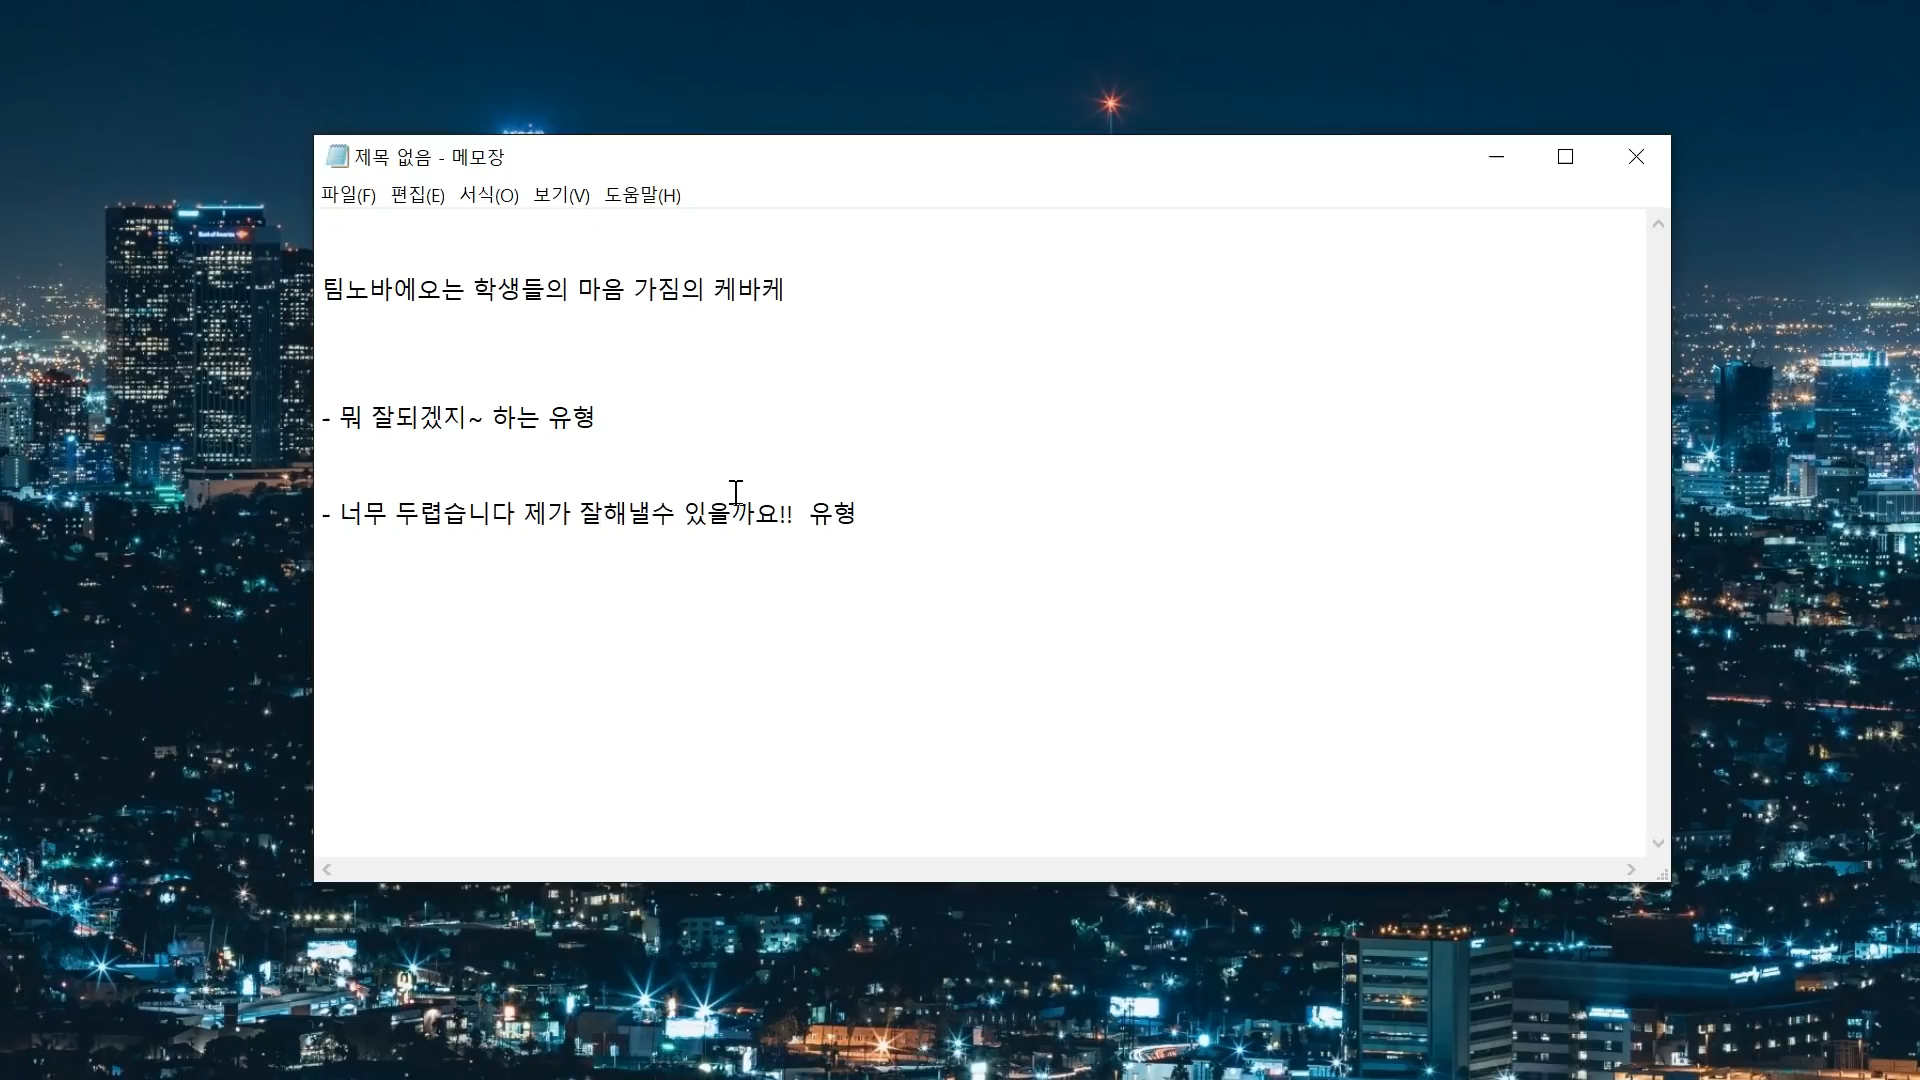 제목 없음 - 메모장
파일(F) 편집(E) 서식(O) 보기(V) 도움말(H)
팀노바에오는 학생들의 마음 가짐의 케바케
- 뭐 잘되겠지~ 하는 유형
- 너무 두렵습니다 제가 잘해낼수 있을까요!!  유형
Bank of America